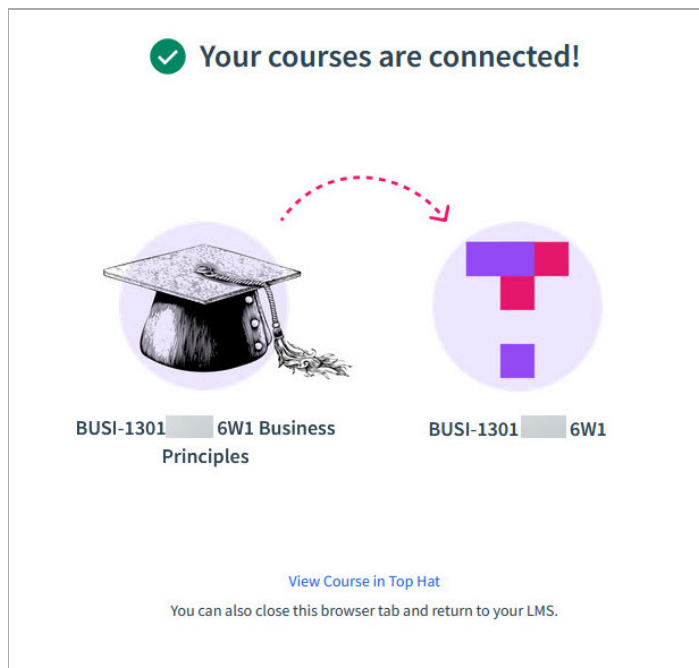 Your courses are connected!
BUSI-1301 6W1 Business
Principles
BUSI-1301 6W1
View Course in Top Hat
You can also close this browser tab and return to your LMS.